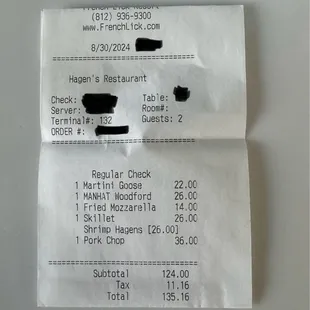 French Lick Resort
(812) 936-9300
www.FrenchLick.com
8/30/2024
Hagen's Restaurant
Check: Table:
Server: Room#:
Terminal#: 132 Guests: 2
ORDER #:
Regular Check
1 Martini Goose 22.00
1 MANHAT Woodford 26.00
1 Fried Mozzarella 14.00
1 Skillet 26.00
Shrimp Hagens [26.00]
1 Pork Chop 36.00
Subtotal 124.00
Tax 11.16
Total 135.16